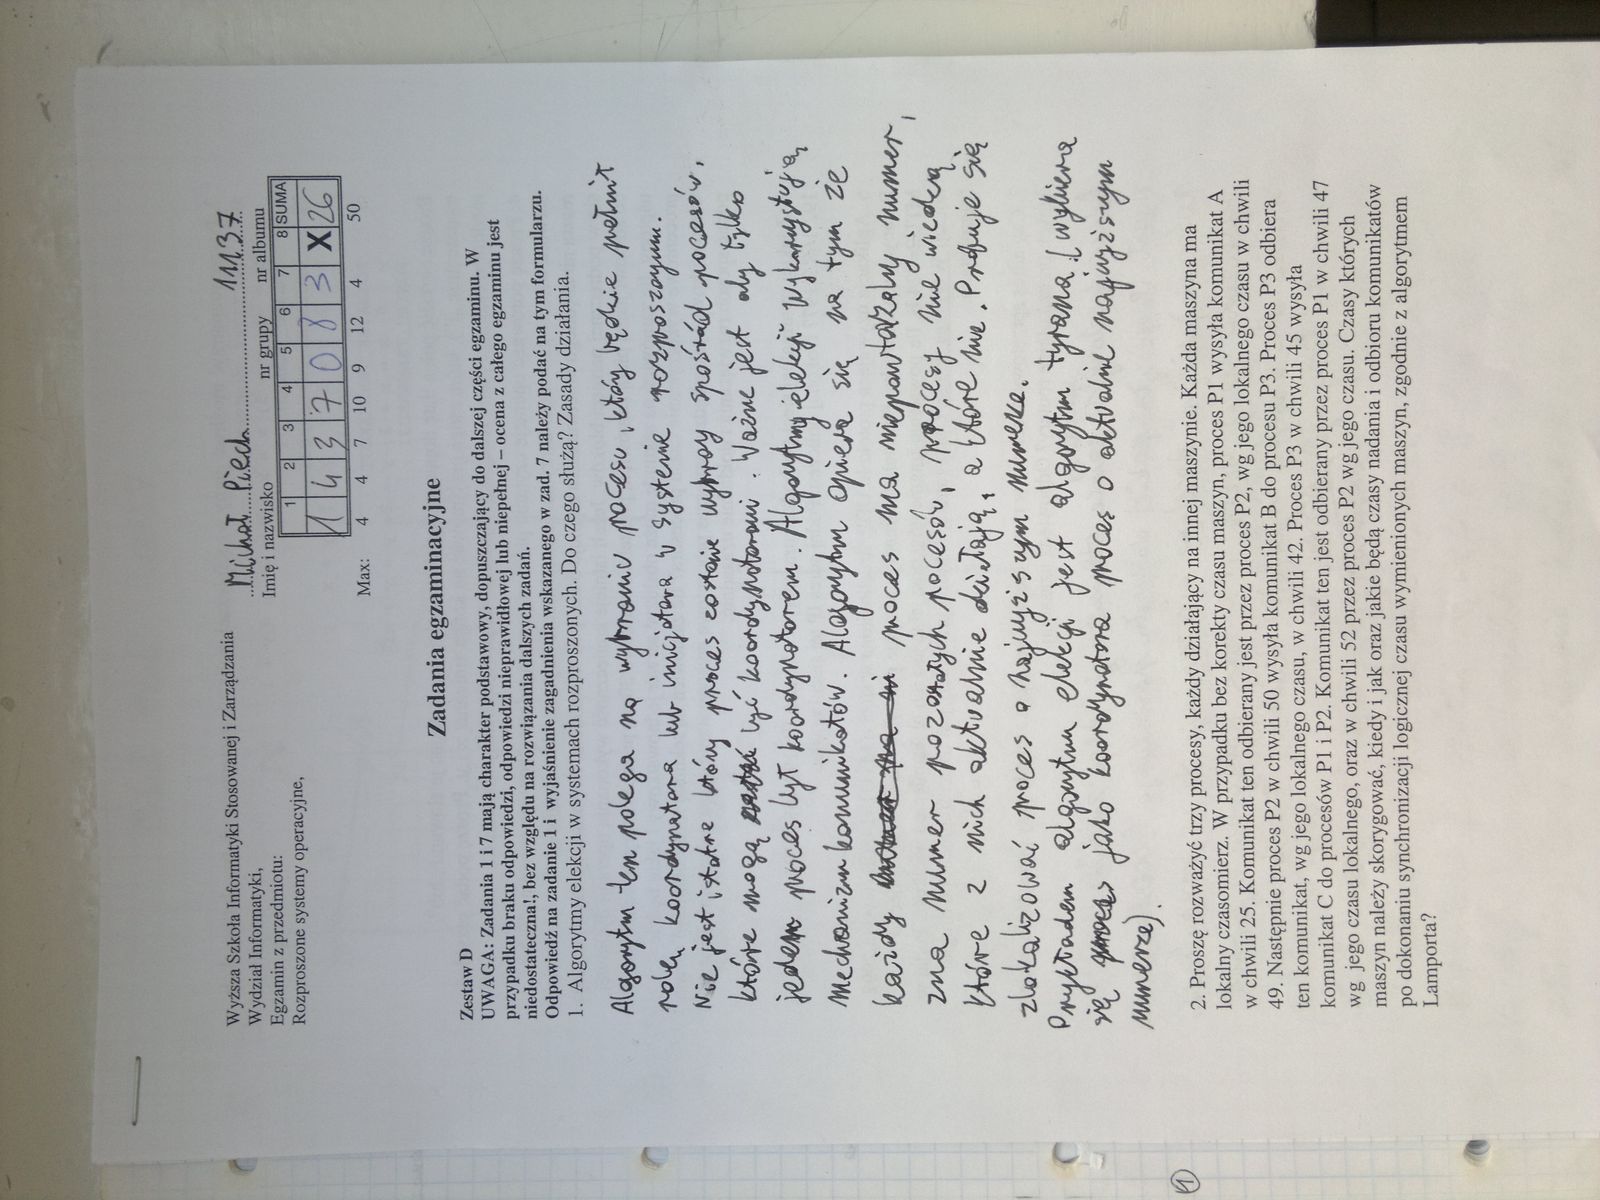 Wyższa Szkoła Informatyki Stosowanej i Zarządzania
Wydział Informatyki,
Egzamin z przedmiotu:
Rozproszone systemy operacyjne,
Michał Piech 11137
Imię i nazwisko nr grupy nr albumu
1 2 3 4 5 6 7 8 SUMA
1 4 3 7 0 8 3 X 26
Max: 4 4 7 10 9 12 4 50
Zadania egzaminacyjne
Zestaw D
UWAGA: Zadania 1 i 7 mają charakter podstawowy, dopuszczający do dalszej części egzaminu. W
przypadku braku odpowiedzi, odpowiedzi nieprawidłowej lub niepełnej – ocena z całego egzaminu jest
niedostateczna!, bez względu na rozwiązania dalszych zadań.
Odpowiedź na zadanie 1 i wyjaśnienie zagadnienia wskazanego w zad. 7 należy podać na tym formularzu.
1. Algorytmy elekcji w systemach rozproszonych. Do czego służą? Zasady działania.
Algorytm ten polega na wybraniu procesu, który będzie pełnił
rolę koordynatora lub inicjatora w systemie rozproszonym.
Nie jest istotne który proces zostanie wybrany spośród procesów,
które mogą być koordynatorami. Ważne jest aby tylko
jeden proces był koordynatorem. Algorytmy elekcji wykorzystują
mechanizm komunikatów. Algorytm opiera się na tym że
każdy proces ma niepowtarzalny numer,
zna numer pozostałych procesów, procesy nie wiedzą
które z nich aktualnie działają, a które nie. Próbuje się
zlokalizować proces o najwyższym numerze.
Przykładem algorytmu elekcji jest algorytm tyrana (wybiera
się jako koordynatora proces o aktualnie najwyższym
numerze).
1
2. Proszę rozważyć trzy procesy, każdy działający na innej maszynie. Każda maszyna ma
lokalny czasomierz. W przypadku bez korekty czasu maszyn, proces P1 wysyła komunikat A
w chwili 25. Komunikat ten odbierany jest przez proces P2, wg jego lokalnego czasu w chwili
49. Następnie proces P2 w chwili 50 wysyła komunikat B do procesu P3. Proces P3 odbiera
ten komunikat, wg jego lokalnego czasu, w chwili 42. Proces P3 w chwili 45 wysyła
komunikat C do procesów P1 i P2. Komunikat ten jest odbierany przez proces P1 w chwili 47
wg jego czasu lokalnego, oraz w chwili 52 przez proces P2 wg jego czasu. Czasy których
maszyn należy skorygować, kiedy i jak oraz jakie będą czasy nadania i odbioru komunikatów
po dokonaniu synchronizacji logicznej czasu wymienionych maszyn, zgodnie z algorytmem
Lamporta?